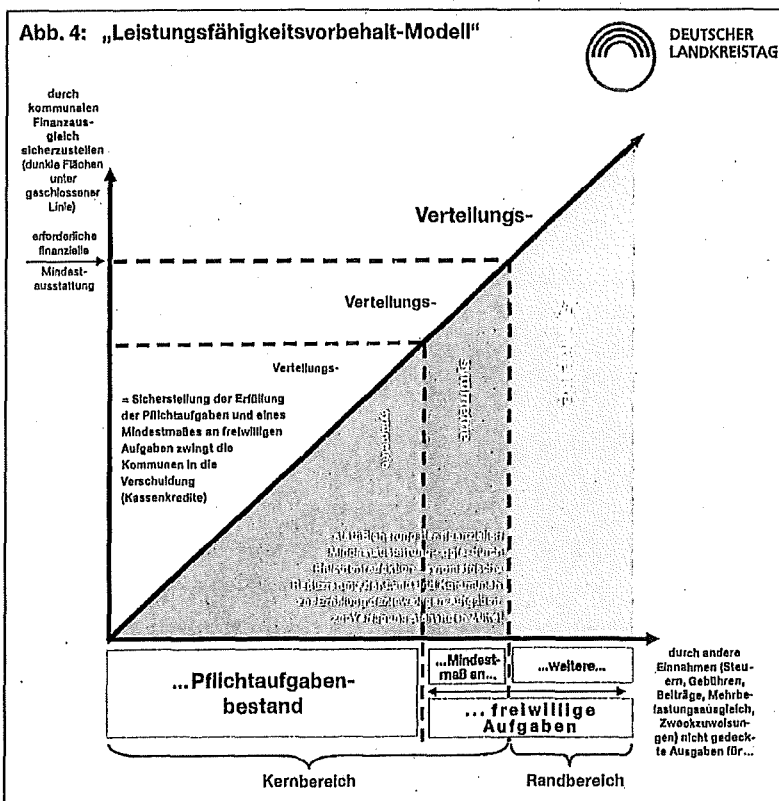 Abb. 4: „Leistungsfähigkeitsvorbehalt-Modell“
DEUTSCHER
LANDKREISTAG
durch
kommunalen
Finanzaus-
gleich
sicherzustellen
(dunkle Flächen
unter
geschlossener
Linie)
erforderliche
finanzielle
Mindest-
ausstattung
Verteilungs-
Verteilungs-
Verteilungs-
= Sicherstellung der Erfüllung
der Pflichtaufgaben und eines
Mindestmaßes an freiwilligen
Aufgaben zwingt die
Kommunen in die
Verschuldung
(Kassenkredite)
...Pflichtaufgaben-
bestand
...Mindest-
maß an...
...weitere...
...freiwillige
Aufgaben
Kernbereich
Randbereich
durch andere
Einnahmen (Steu-
ern, Gebühren,
Beiträge, Mehrbe-
lastungsausgleich,
Zweckzuweisun-
gen) nicht gedeck-
te Ausgaben für...